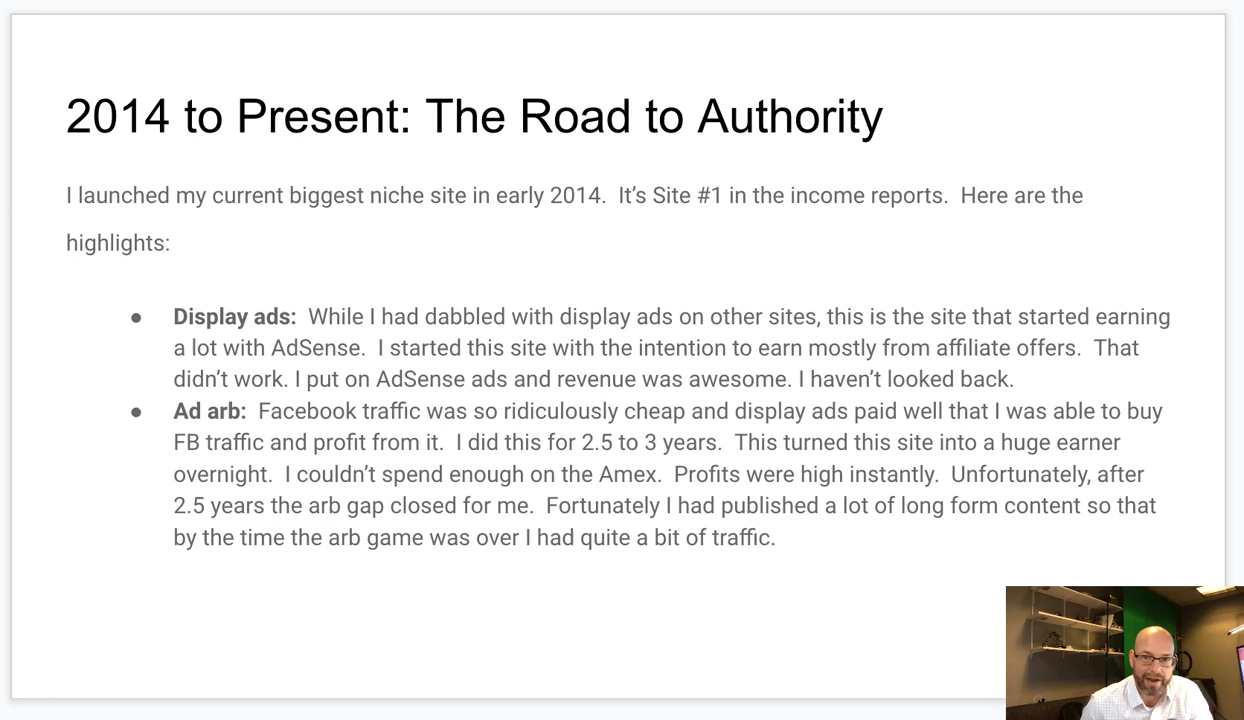 2014 to Present: The Road to Authority
I launched my current biggest niche site in early 2014.  It’s Site #1 in the income reports.  Here are the
highlights:
● Display ads:  While I had dabbled with display ads on other sites, this is the site that started earning
a lot with AdSense.  I started this site with the intention to earn mostly from affiliate offers.  That
didn’t work. I put on AdSense ads and revenue was awesome. I haven’t looked back.
● Ad arb:  Facebook traffic was so ridiculously cheap and display ads paid well that I was able to buy
FB traffic and profit from it.  I did this for 2.5 to 3 years.  This turned this site into a huge earner
overnight.  I couldn’t spend enough on the Amex.  Profits were high instantly.  Unfortunately, after
2.5 years the arb gap closed for me.  Fortunately I had published a lot of long form content so that
by the time the arb game was over I had quite a bit of traffic.